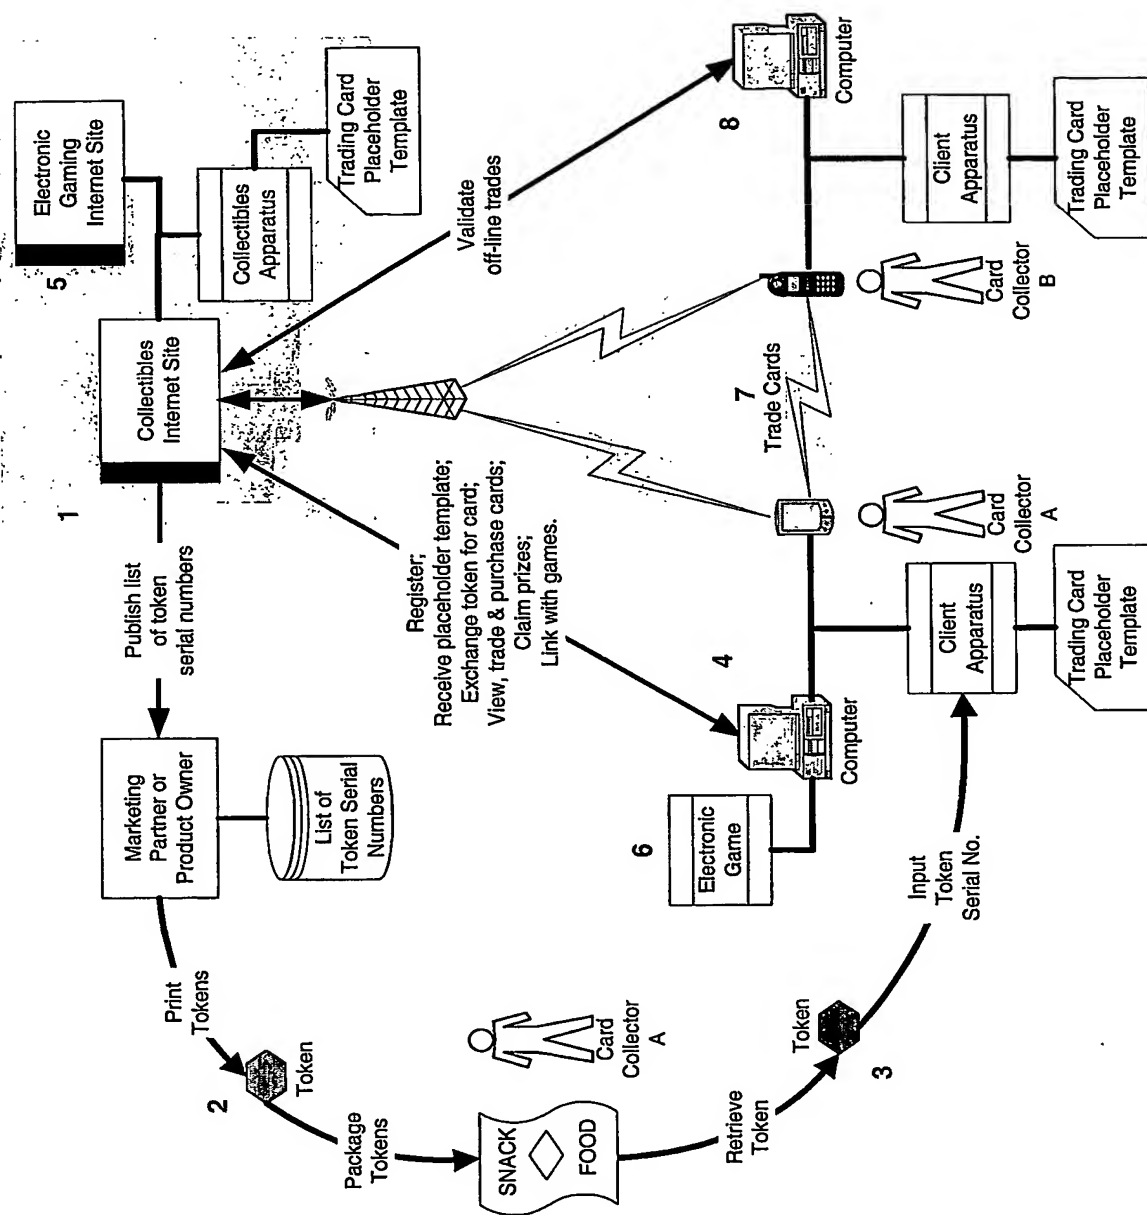 Electronic
Gaming
Internet Site
5
Collectibles
Apparatus
Trading Card
Placeholder
Template
Collectibles
Internet Site
1
Publish list
of token
serial numbers
Marketing
Partner or
Product Owner
List of
Token Serial
Numbers
Print
Tokens
2
Token
Package
Tokens
SNACK
FOOD
Card
Collector
A
Retrieve
Token
Token
3
Input
Token
Serial No.
Register;
Receive placeholder template;
Exchange token for card;
View, trade & purchase cards;
Claim prizes;
Link with games.
Validate
off-line trades
6
Electronic
Game
4
Computer
Client
Apparatus
Trading Card
Placeholder
Template
Card
Collector
A
7
Trade Cards
Card
Collector
B
8
Computer
Client
Apparatus
Trading Card
Placeholder
Template